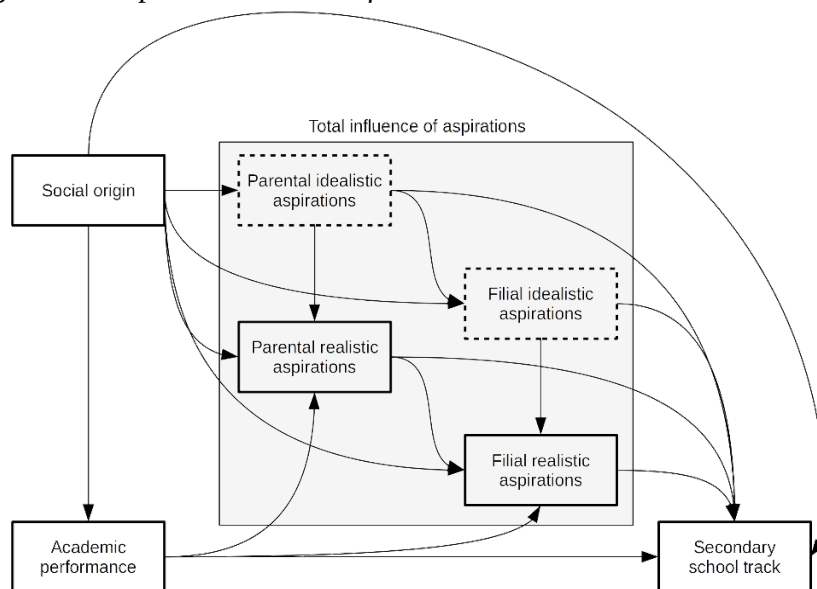 Total influence of aspirations
Social origin
Parental idealistic
aspirations
Filial idealistic
aspirations
Parental realistic
aspirations
Filial realistic
aspirations
Academic
performance
Secondary
school track